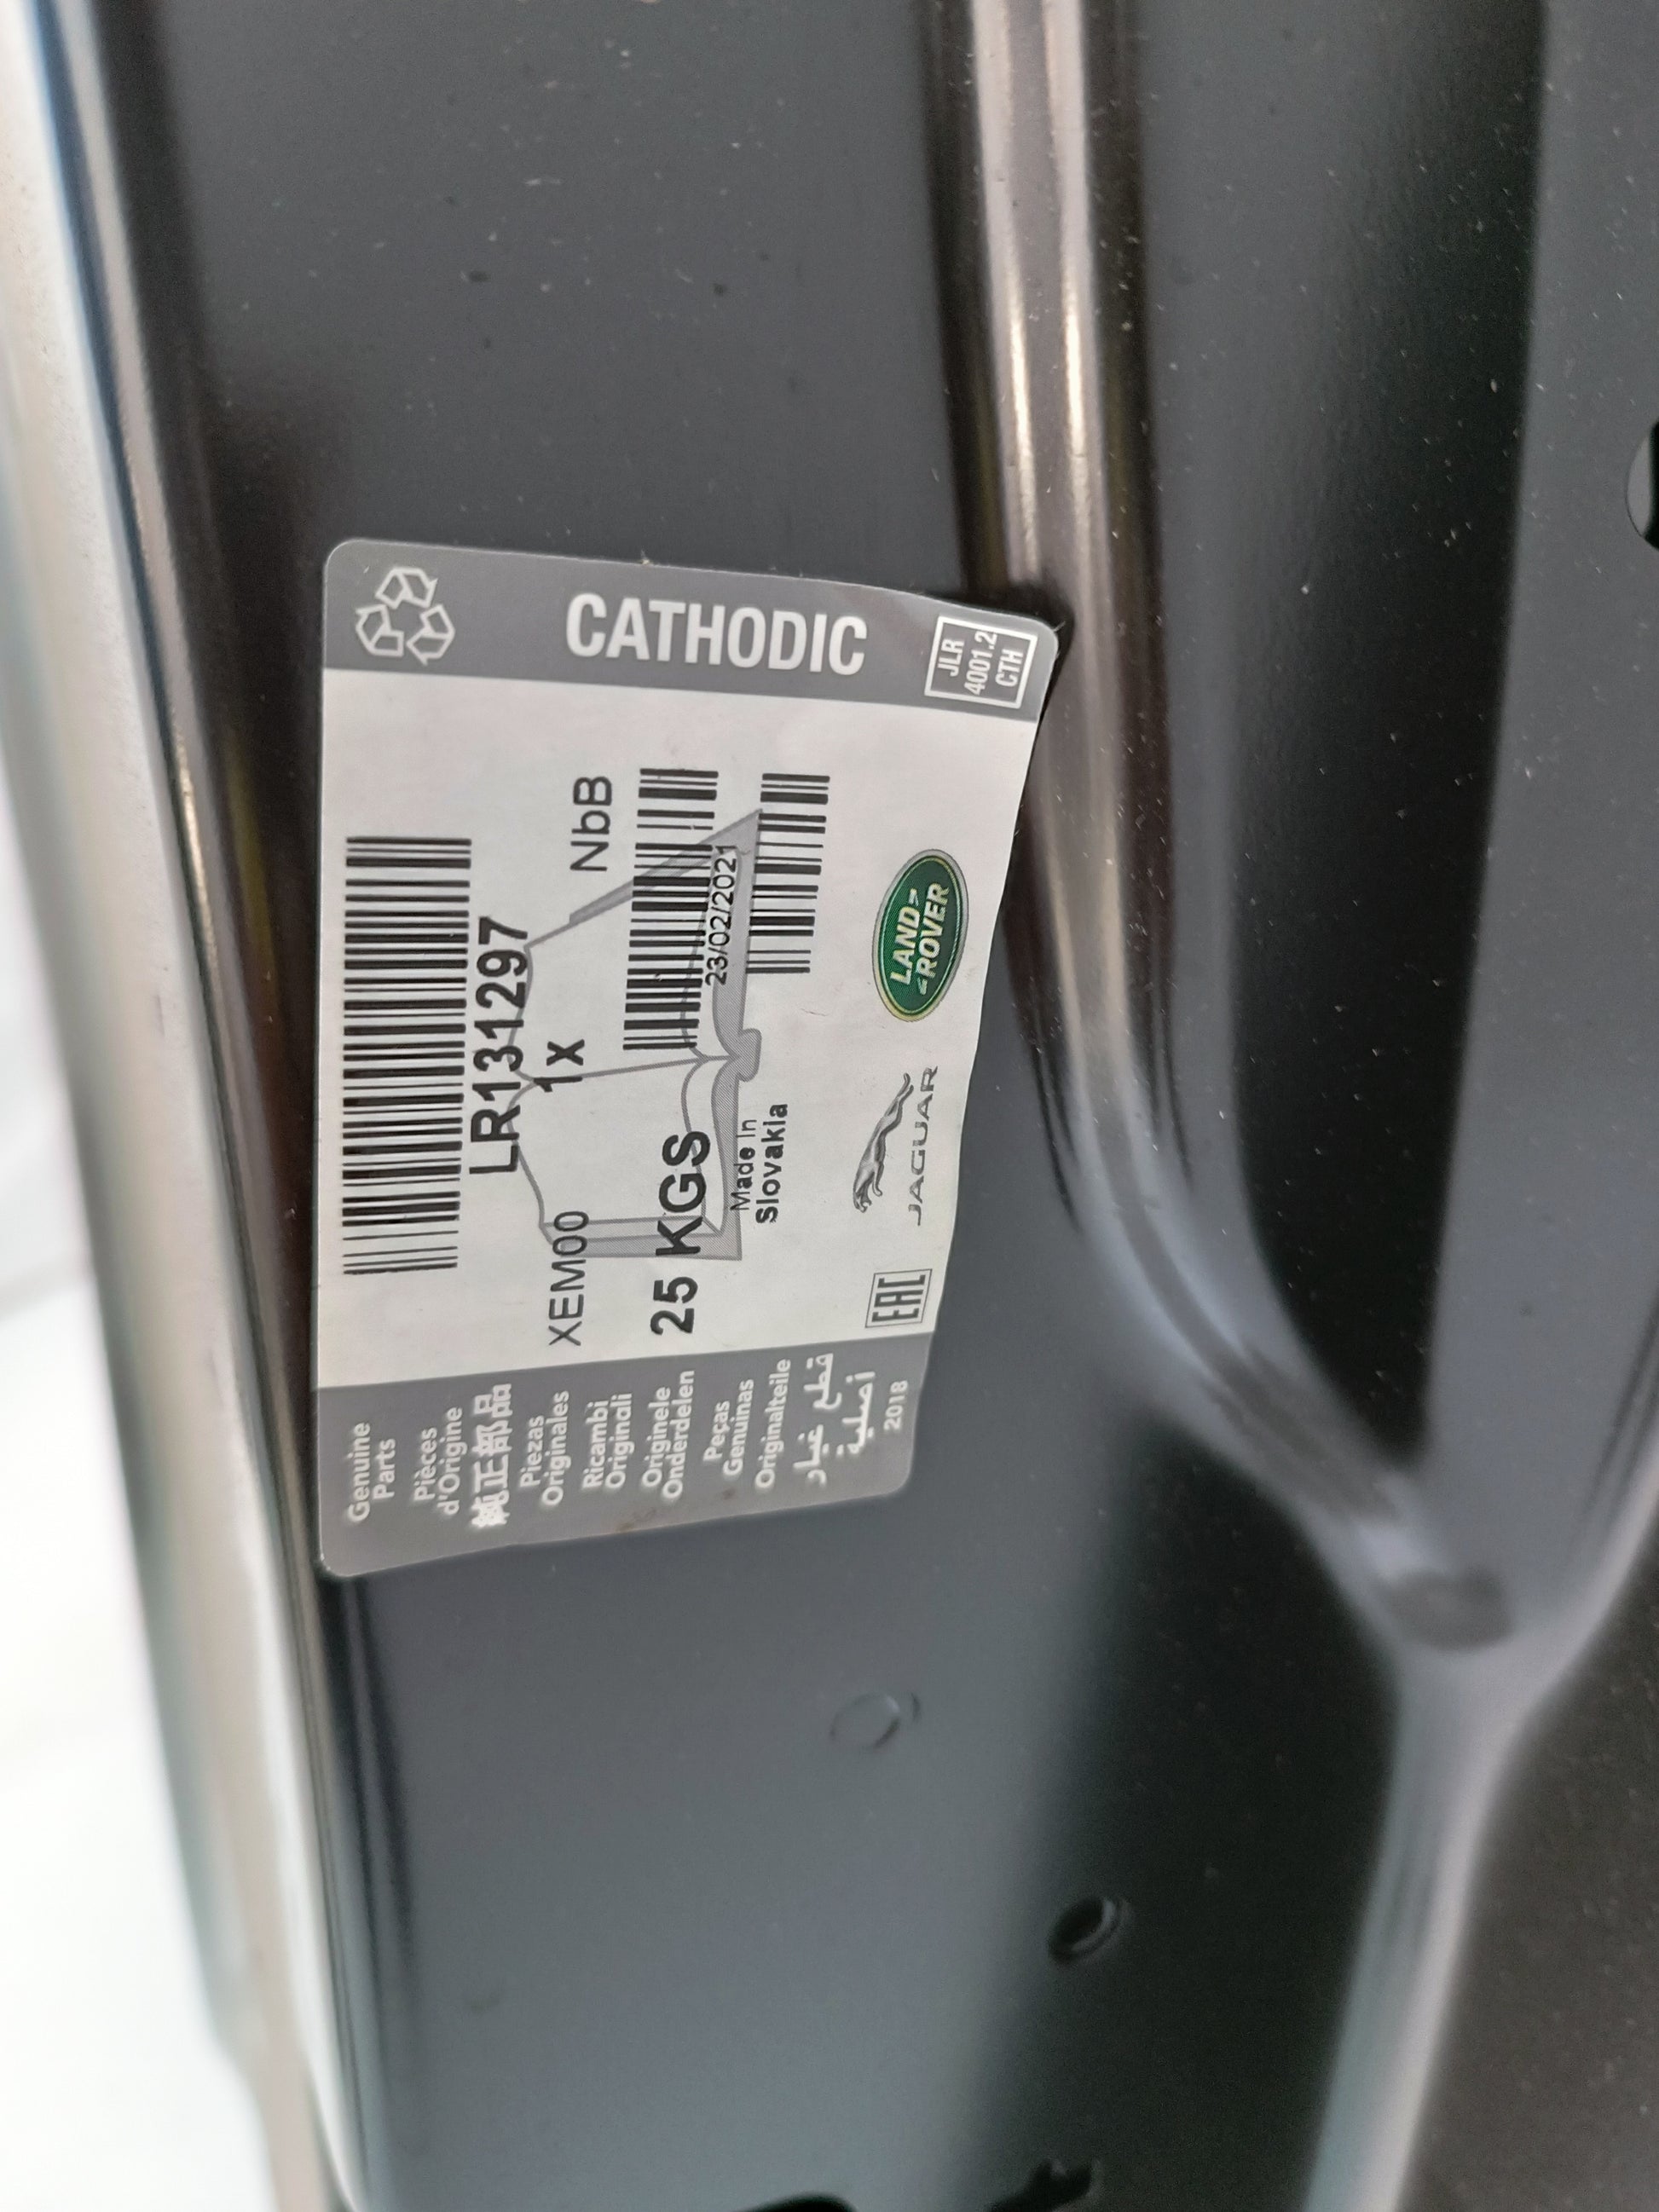 CATHODIC
JLR
4001.2
CTH
LR131297
1x
NbB
XEM00
25 KGS
23/02/2021
Made In
Slovakia
EAC
JAGUAR
LAND
ROVER
Genuine
Parts
Pièces
d'Origine
純正部品
Piezas
Originales
Ricambi
Originali
Originele
Onderdelen
Peças
Genuinas
Originalteile
قطع غيار
أصلية
2018